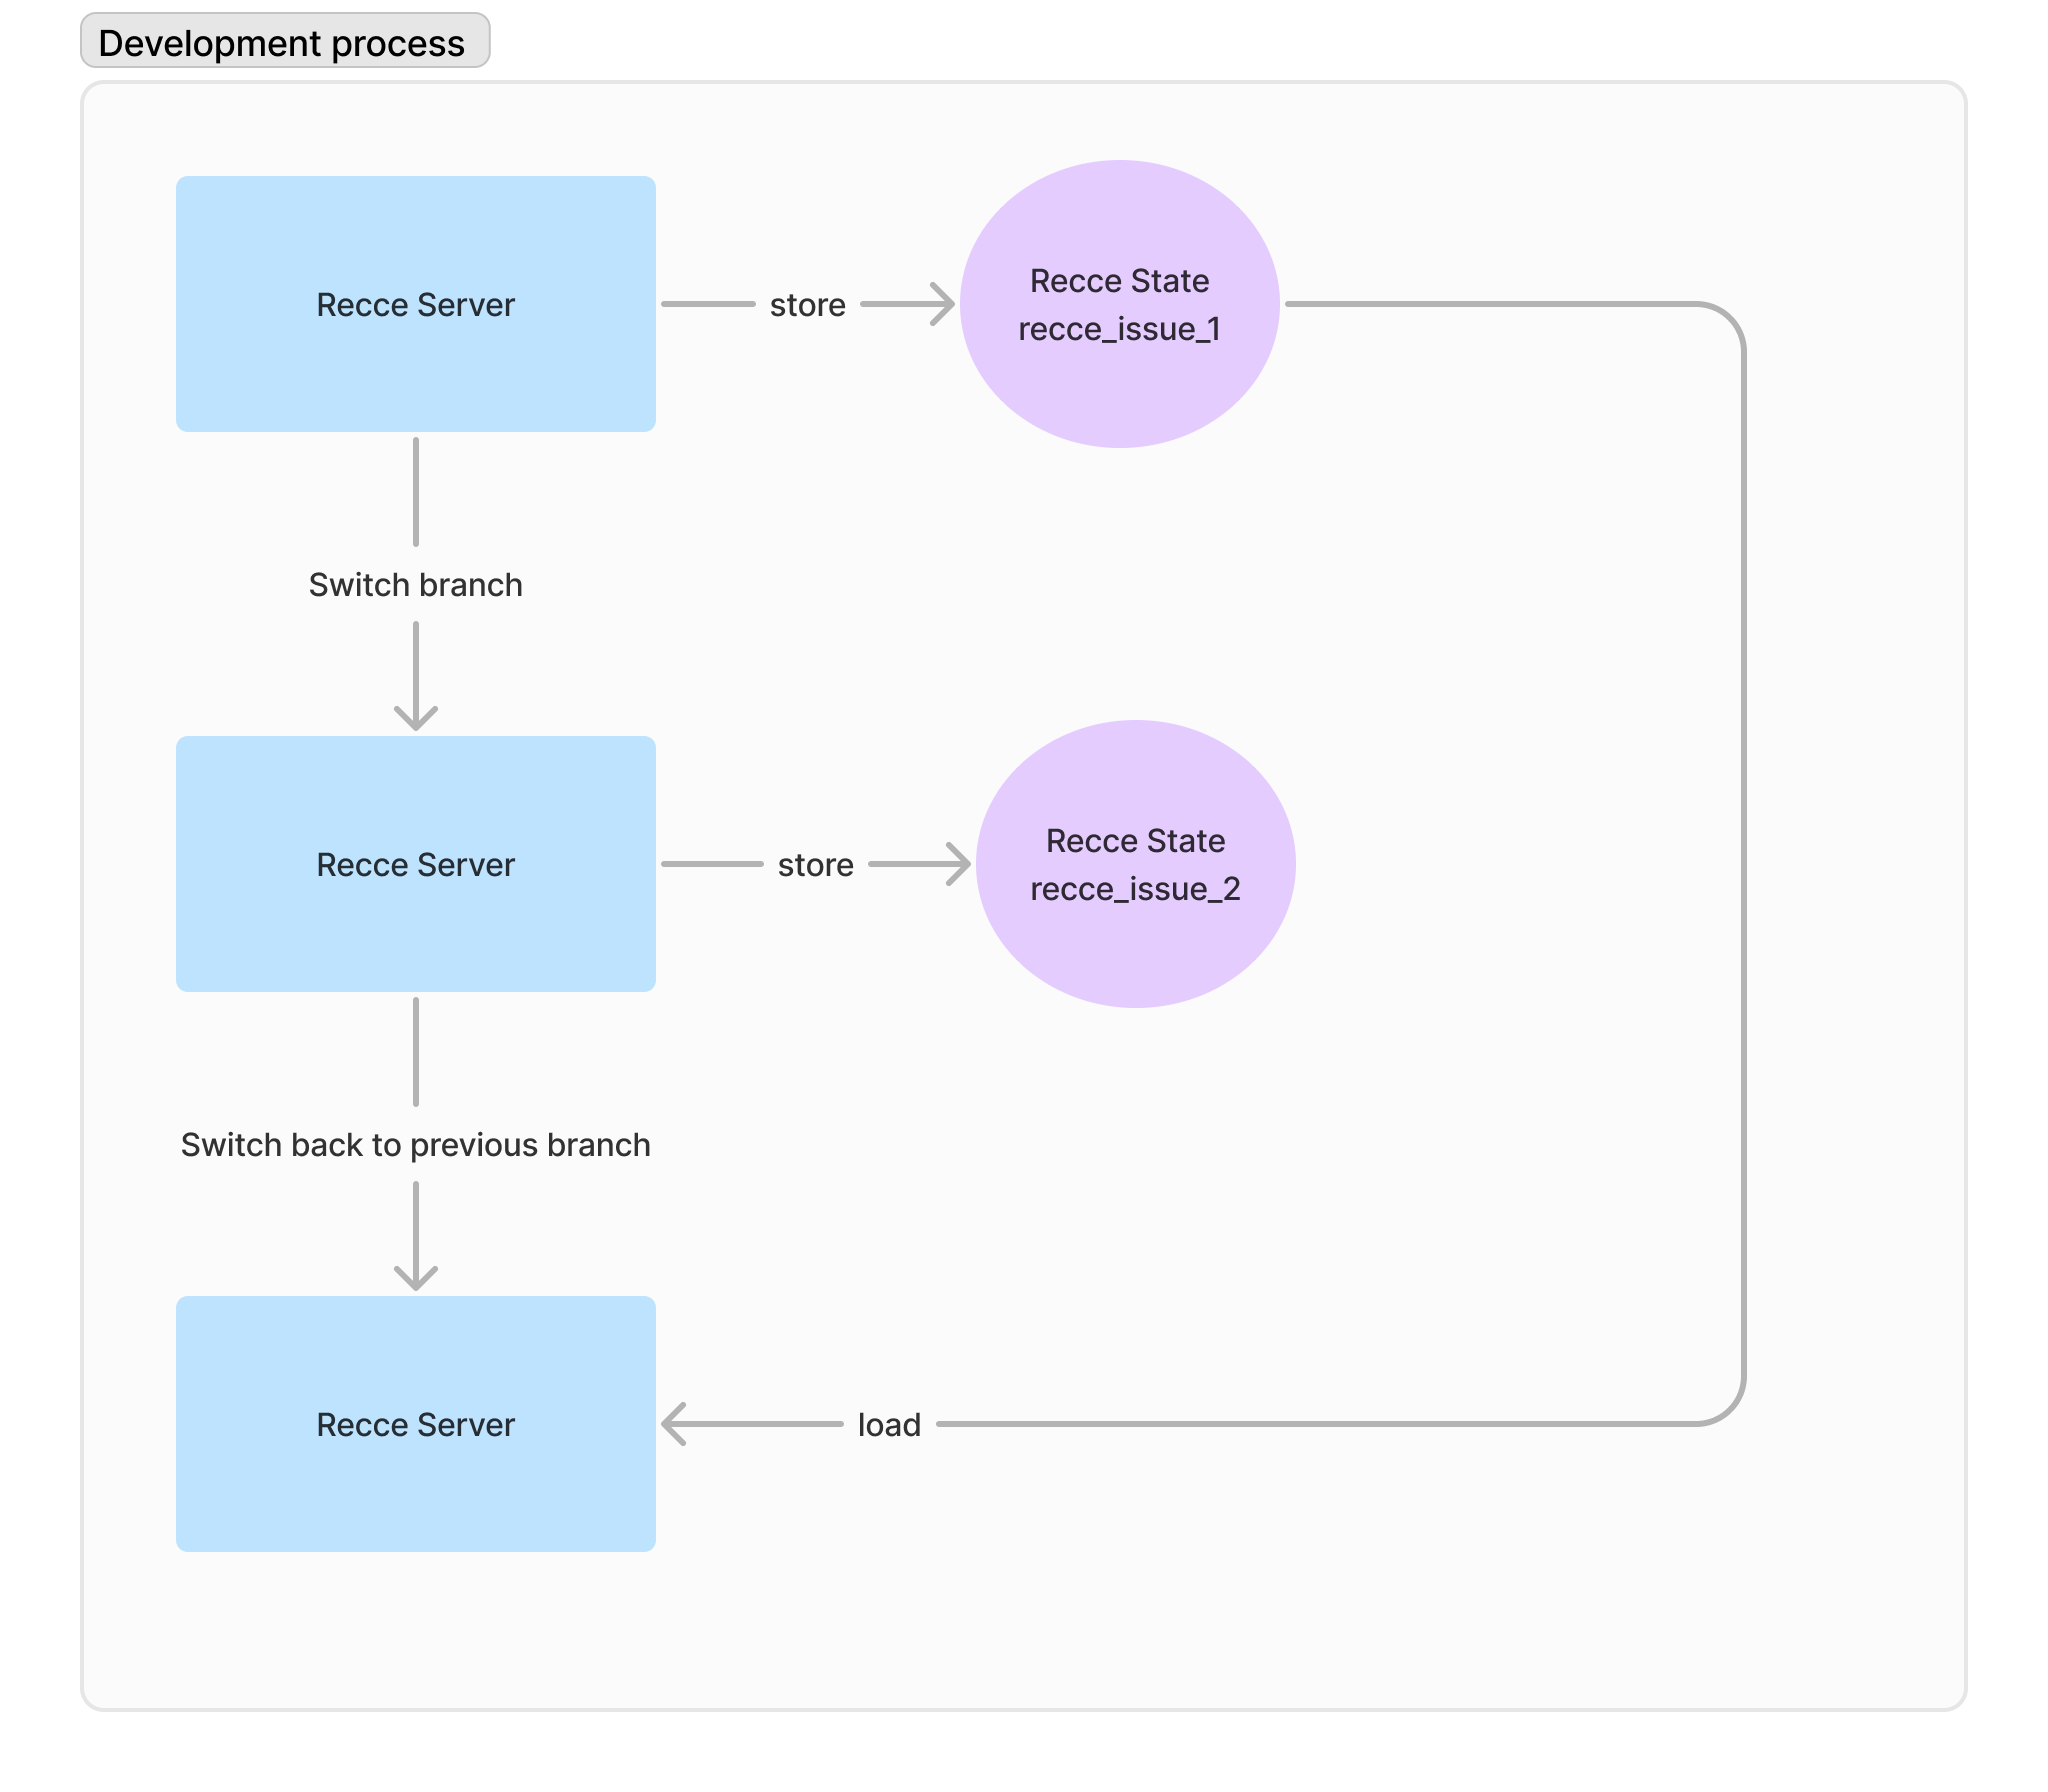 Development process
Recce Server
store
Recce State
recce_issue_1
Switch branch
Recce Server
store
Recce State
recce_issue_2
Switch back to previous branch
Recce Server
load